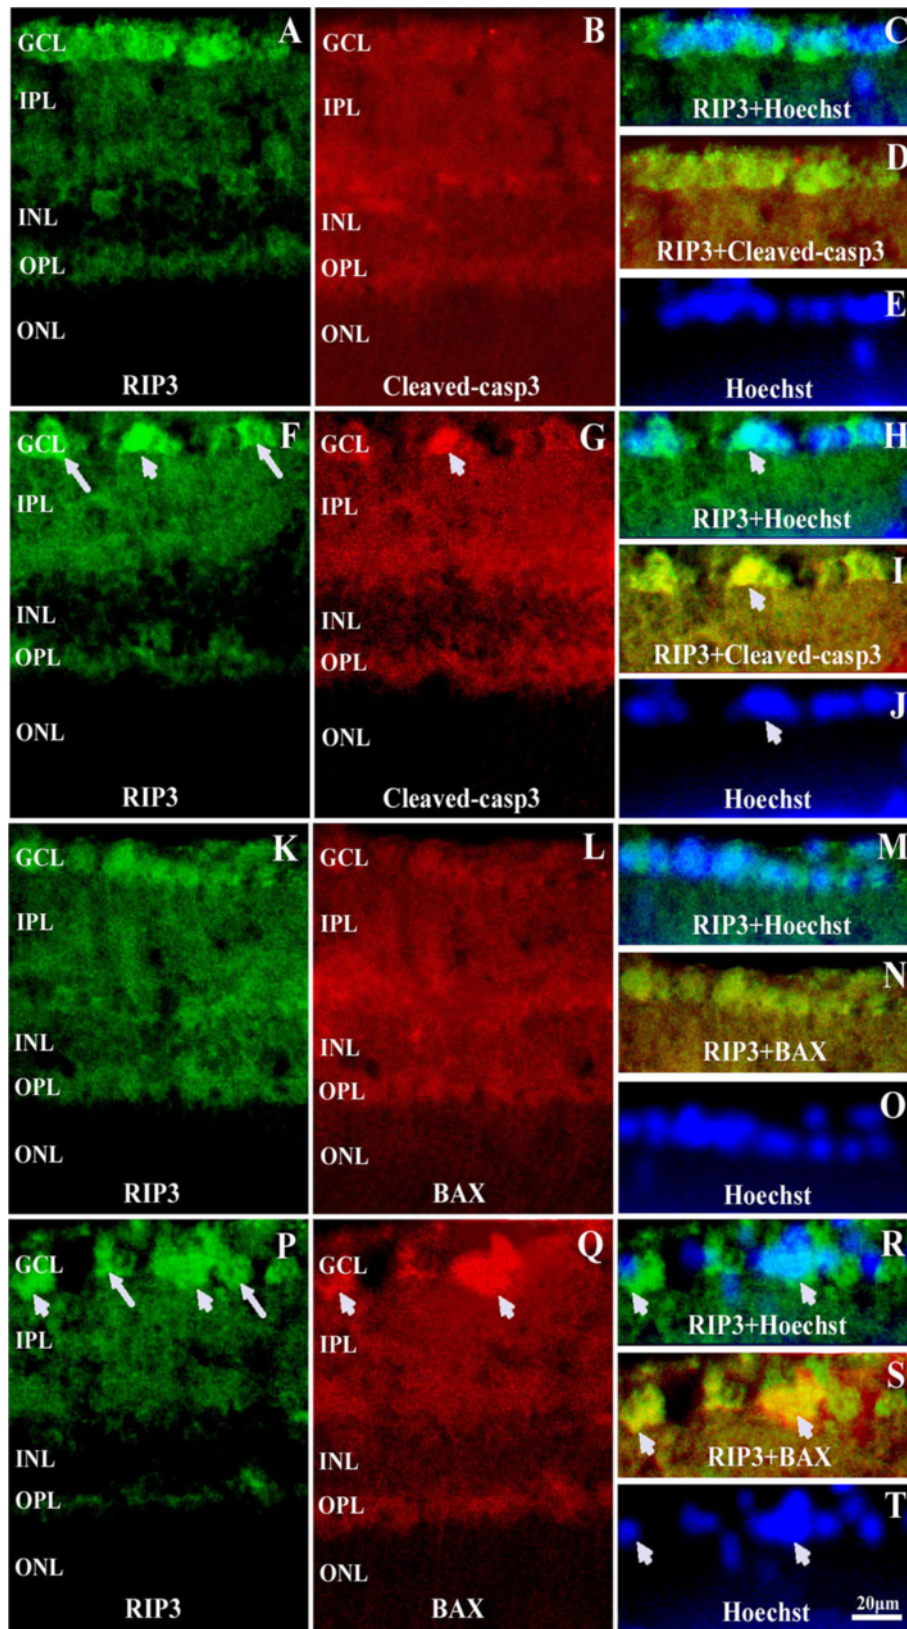 A
GCL
IPL
INL
OPL
ONL
RIP3
B
GCL
IPL
INL
OPL
ONL
Cleaved-casp3
C
RIP3+Hoechst
D
RIP3+Cleaved-casp3
E
Hoechst
F
GCL
IPL
INL
OPL
ONL
RIP3
G
GCL
IPL
INL
OPL
ONL
Cleaved-casp3
H
RIP3+Hoechst
I
RIP3+Cleaved-casp3
J
Hoechst
K
GCL
IPL
INL
OPL
ONL
RIP3
L
GCL
IPL
INL
OPL
ONL
BAX
M
RIP3+Hoechst
N
RIP3+BAX
O
Hoechst
P
GCL
IPL
INL
OPL
ONL
RIP3
Q
GCL
IPL
INL
OPL
ONL
BAX
R
RIP3+Hoechst
S
RIP3+BAX
T
Hoechst
20µm